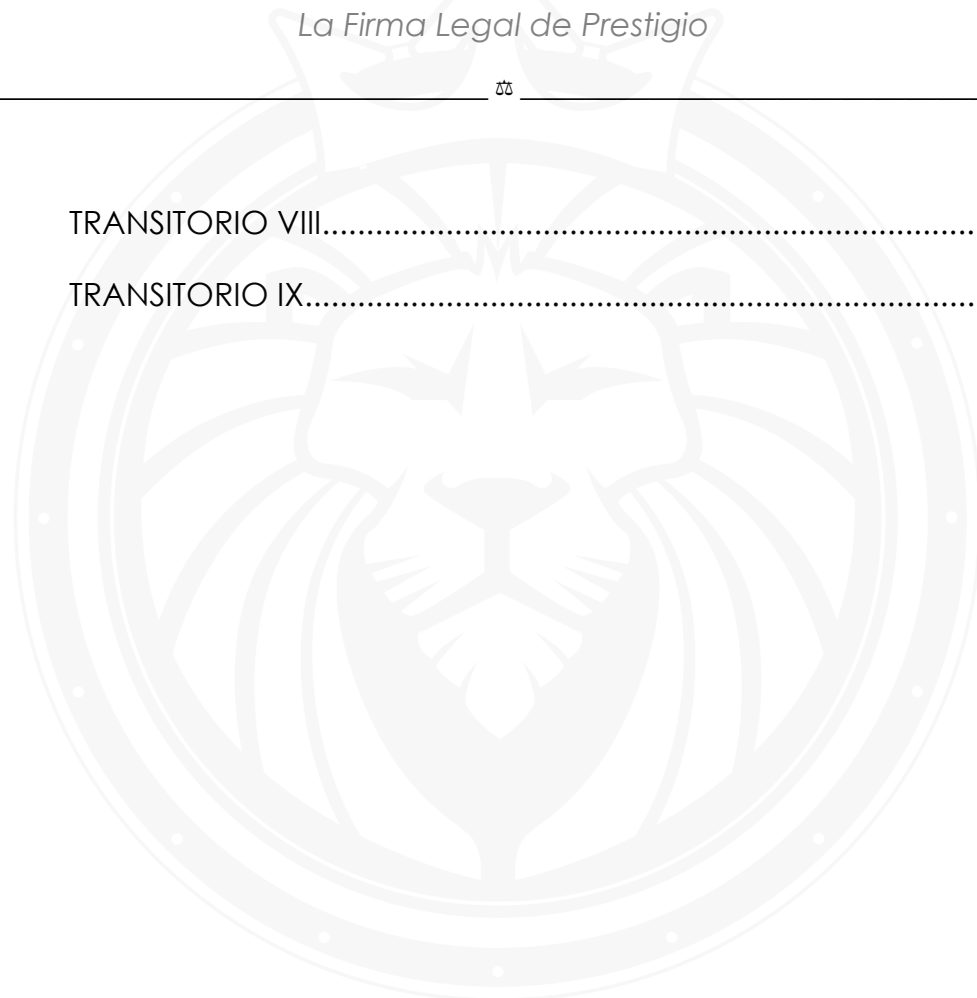 La Firma Legal de Prestigio
⚖
TRANSITORIO VIII..........................................................................
TRANSITORIO IX............................................................................